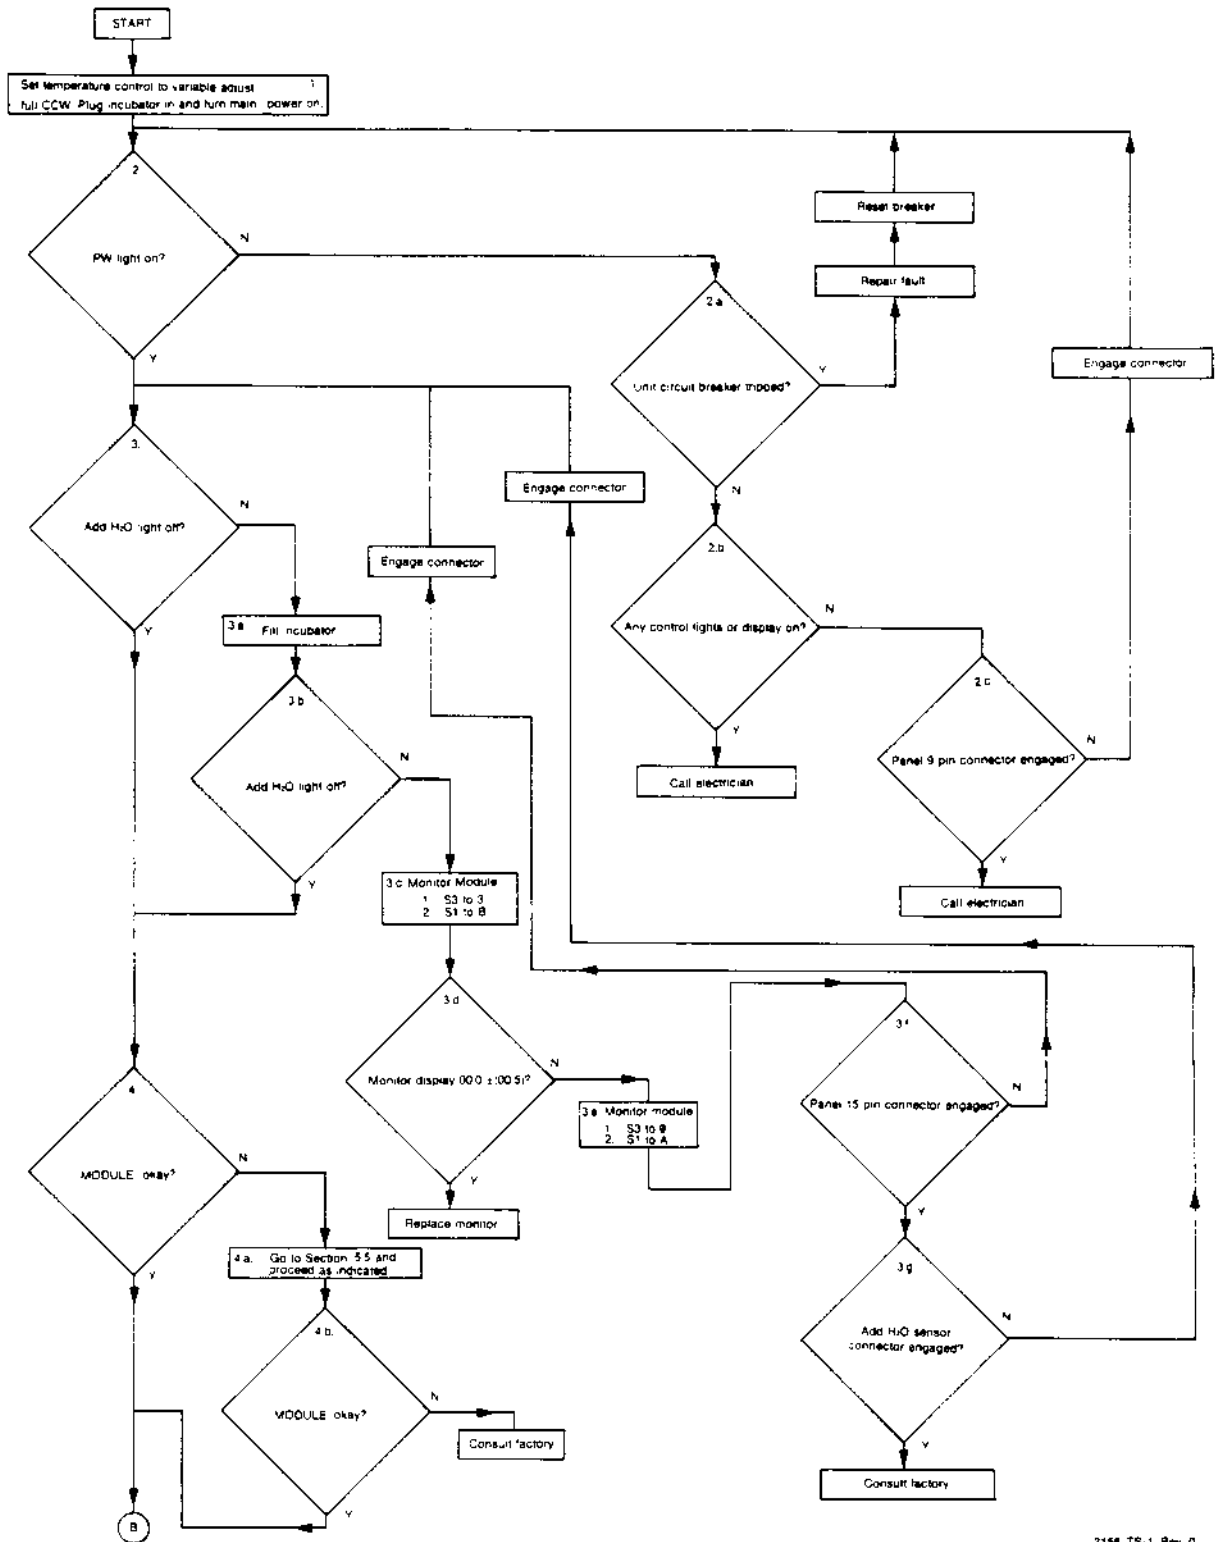 START
Set temperature control to variable adjust 1
full CCW. Plug incubator in and turn main power on.
2
PW light on?
N
Y
2.a
Unit circuit breaker tripped?
Y
N
Repair fault
Reset breaker
2.b
Any control lights or display on?
N
Y
Call electrician
2.c
Panel 9 pin connector engaged?
N
Y
Call electrician
Engage connector
3.
Add H₂O light off?
N
Y
3.a Fill incubator
3.b
Add H₂O light off?
N
Y
3.c Monitor Module
1. S3 to 3
2. S1 to B
3.d
Monitor display (00.0 ± 00.5)?
N
Y
Replace monitor
3.e Monitor module
1. S3 to 9
2. S1 to A
3.f
Panel 15 pin connector engaged?
N
Y
Engage connector
3.g
Add H₂O sensor
connector engaged?
N
Y
Consult factory
Engage connector
4
MODULE okay?
N
Y
4.a. Go to Section 5.5 and
proceed as indicated
4.b.
MODULE okay?
N
Y
Consult factory
B
TS-1 Rev. 0